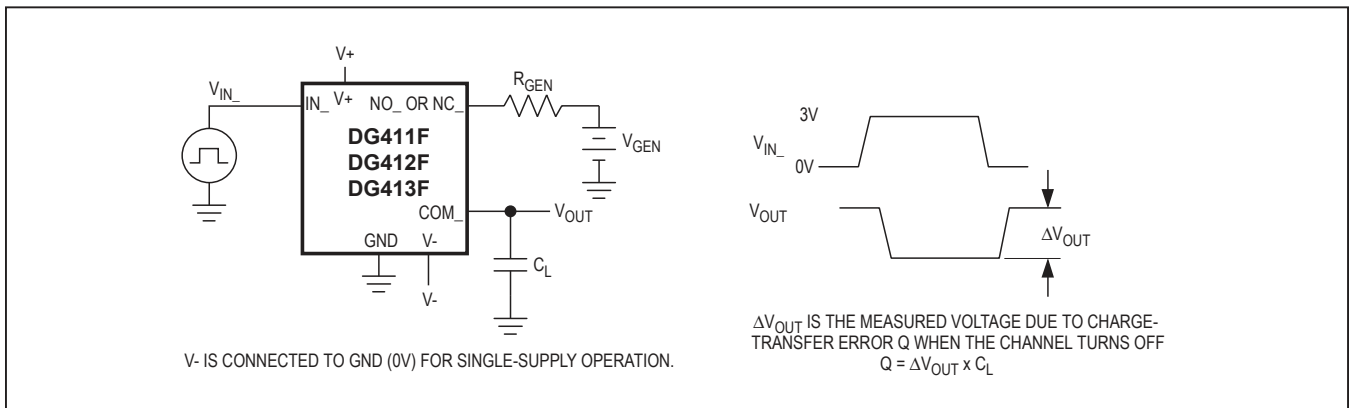 V+
V_IN_
IN_ V+ NO_ OR NC_
R_GEN
DG411F
DG412F
DG413F
V_GEN
COM_
V_OUT
GND V-
C_L
V-
V- IS CONNECTED TO GND (0V) FOR SINGLE-SUPPLY OPERATION.
3V
V_IN_
0V
V_OUT
ΔV_OUT
ΔV_OUT IS THE MEASURED VOLTAGE DUE TO CHARGE-
TRANSFER ERROR Q WHEN THE CHANNEL TURNS OFF
Q = ΔV_OUT x C_L